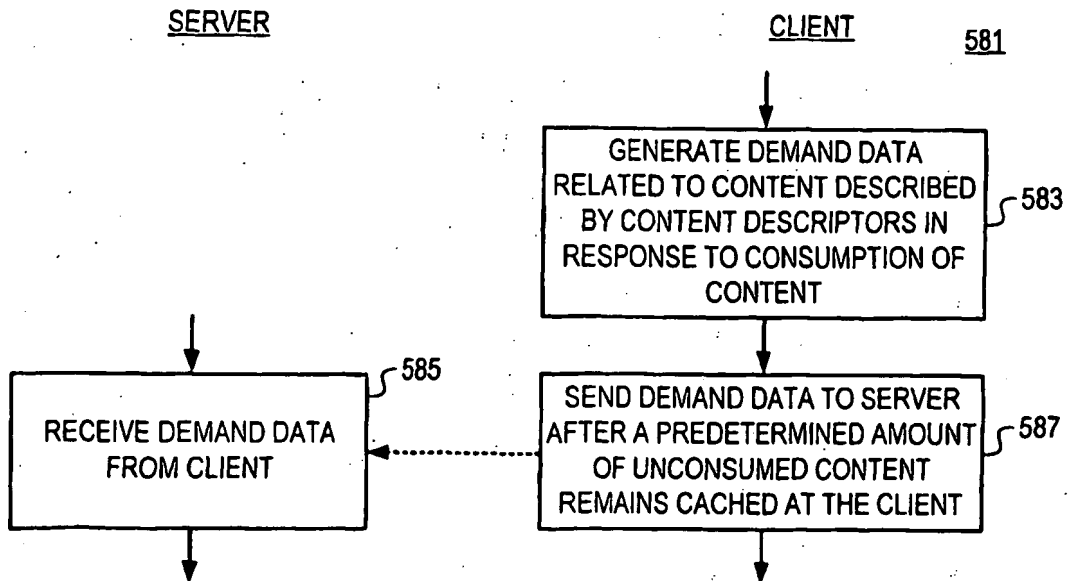 SERVER
CLIENT
581
GENERATE DEMAND DATA
RELATED TO CONTENT DESCRIBED
BY CONTENT DESCRIPTORS IN
RESPONSE TO CONSUMPTION OF
CONTENT
583
RECEIVE DEMAND DATA
FROM CLIENT
585
SEND DEMAND DATA TO SERVER
AFTER A PREDETERMINED AMOUNT
OF UNCONSUMED CONTENT
REMAINS CACHED AT THE CLIENT
587